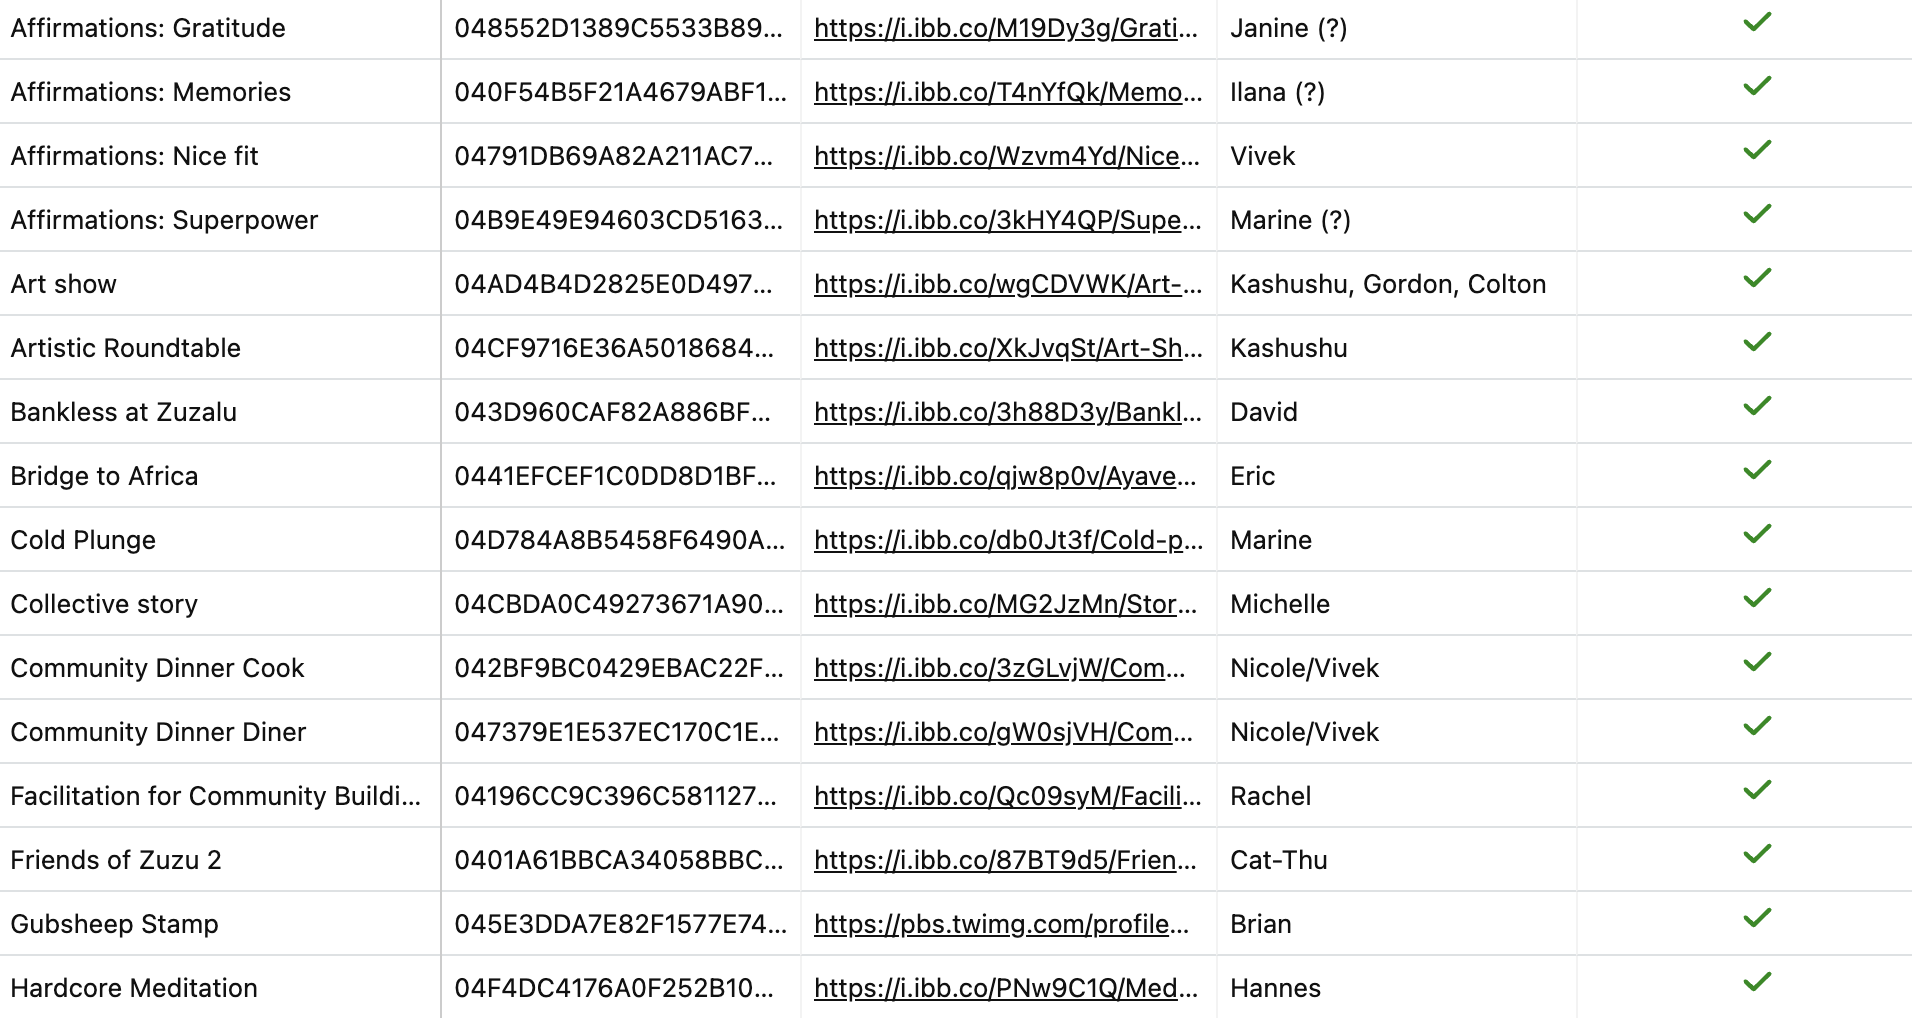 Affirmations: Gratitude 048552D1389C5533B89... https://i.ibb.co/M19Dy3g/Grati... Janine (?)
Affirmations: Memories 040F54B5F21A4679ABF1... https://i.ibb.co/T4nYfQk/Memo... Ilana (?)
Affirmations: Nice fit 04791DB69A82A211AC7... https://i.ibb.co/Wzvm4Yd/Nice... Vivek
Affirmations: Superpower 04B9E49E94603CD5163... https://i.ibb.co/3kHY4QP/Supe... Marine (?)
Art show 04AD4B4D2825E0D497... https://i.ibb.co/wgCDVWK/Art-... Kashushu, Gordon, Colton
Artistic Roundtable 04CF9716E36A5018684... https://i.ibb.co/XkJvqSt/Art-Sh... Kashushu
Bankless at Zuzalu 043D960CAF82A886BF... https://i.ibb.co/3h88D3y/Bankl... David
Bridge to Africa 0441EFCEF1C0DD8D1BF... https://i.ibb.co/qjw8p0v/Ayave... Eric
Cold Plunge 04D784A8B5458F6490A... https://i.ibb.co/db0Jt3f/Cold-p... Marine
Collective story 04CBDA0C49273671A90... https://i.ibb.co/MG2JzMn/Stor... Michelle
Community Dinner Cook 042BF9BC0429EBAC22F... https://i.ibb.co/3zGLvjW/Com... Nicole/Vivek
Community Dinner Diner 047379E1E537EC170C1E... https://i.ibb.co/gW0sjVH/Com... Nicole/Vivek
Facilitation for Community Buildi... 04196CC9C396C581127... https://i.ibb.co/Qc09syM/Facili... Rachel
Friends of Zuzu 2 0401A61BBCA34058BBC... https://i.ibb.co/87BT9d5/Frien... Cat-Thu
Gubsheep Stamp 045E3DDA7E82F1577E74... https://pbs.twimg.com/profile... Brian
Hardcore Meditation 04F4DC4176A0F252B10... https://i.ibb.co/PNw9C1Q/Med... Hannes